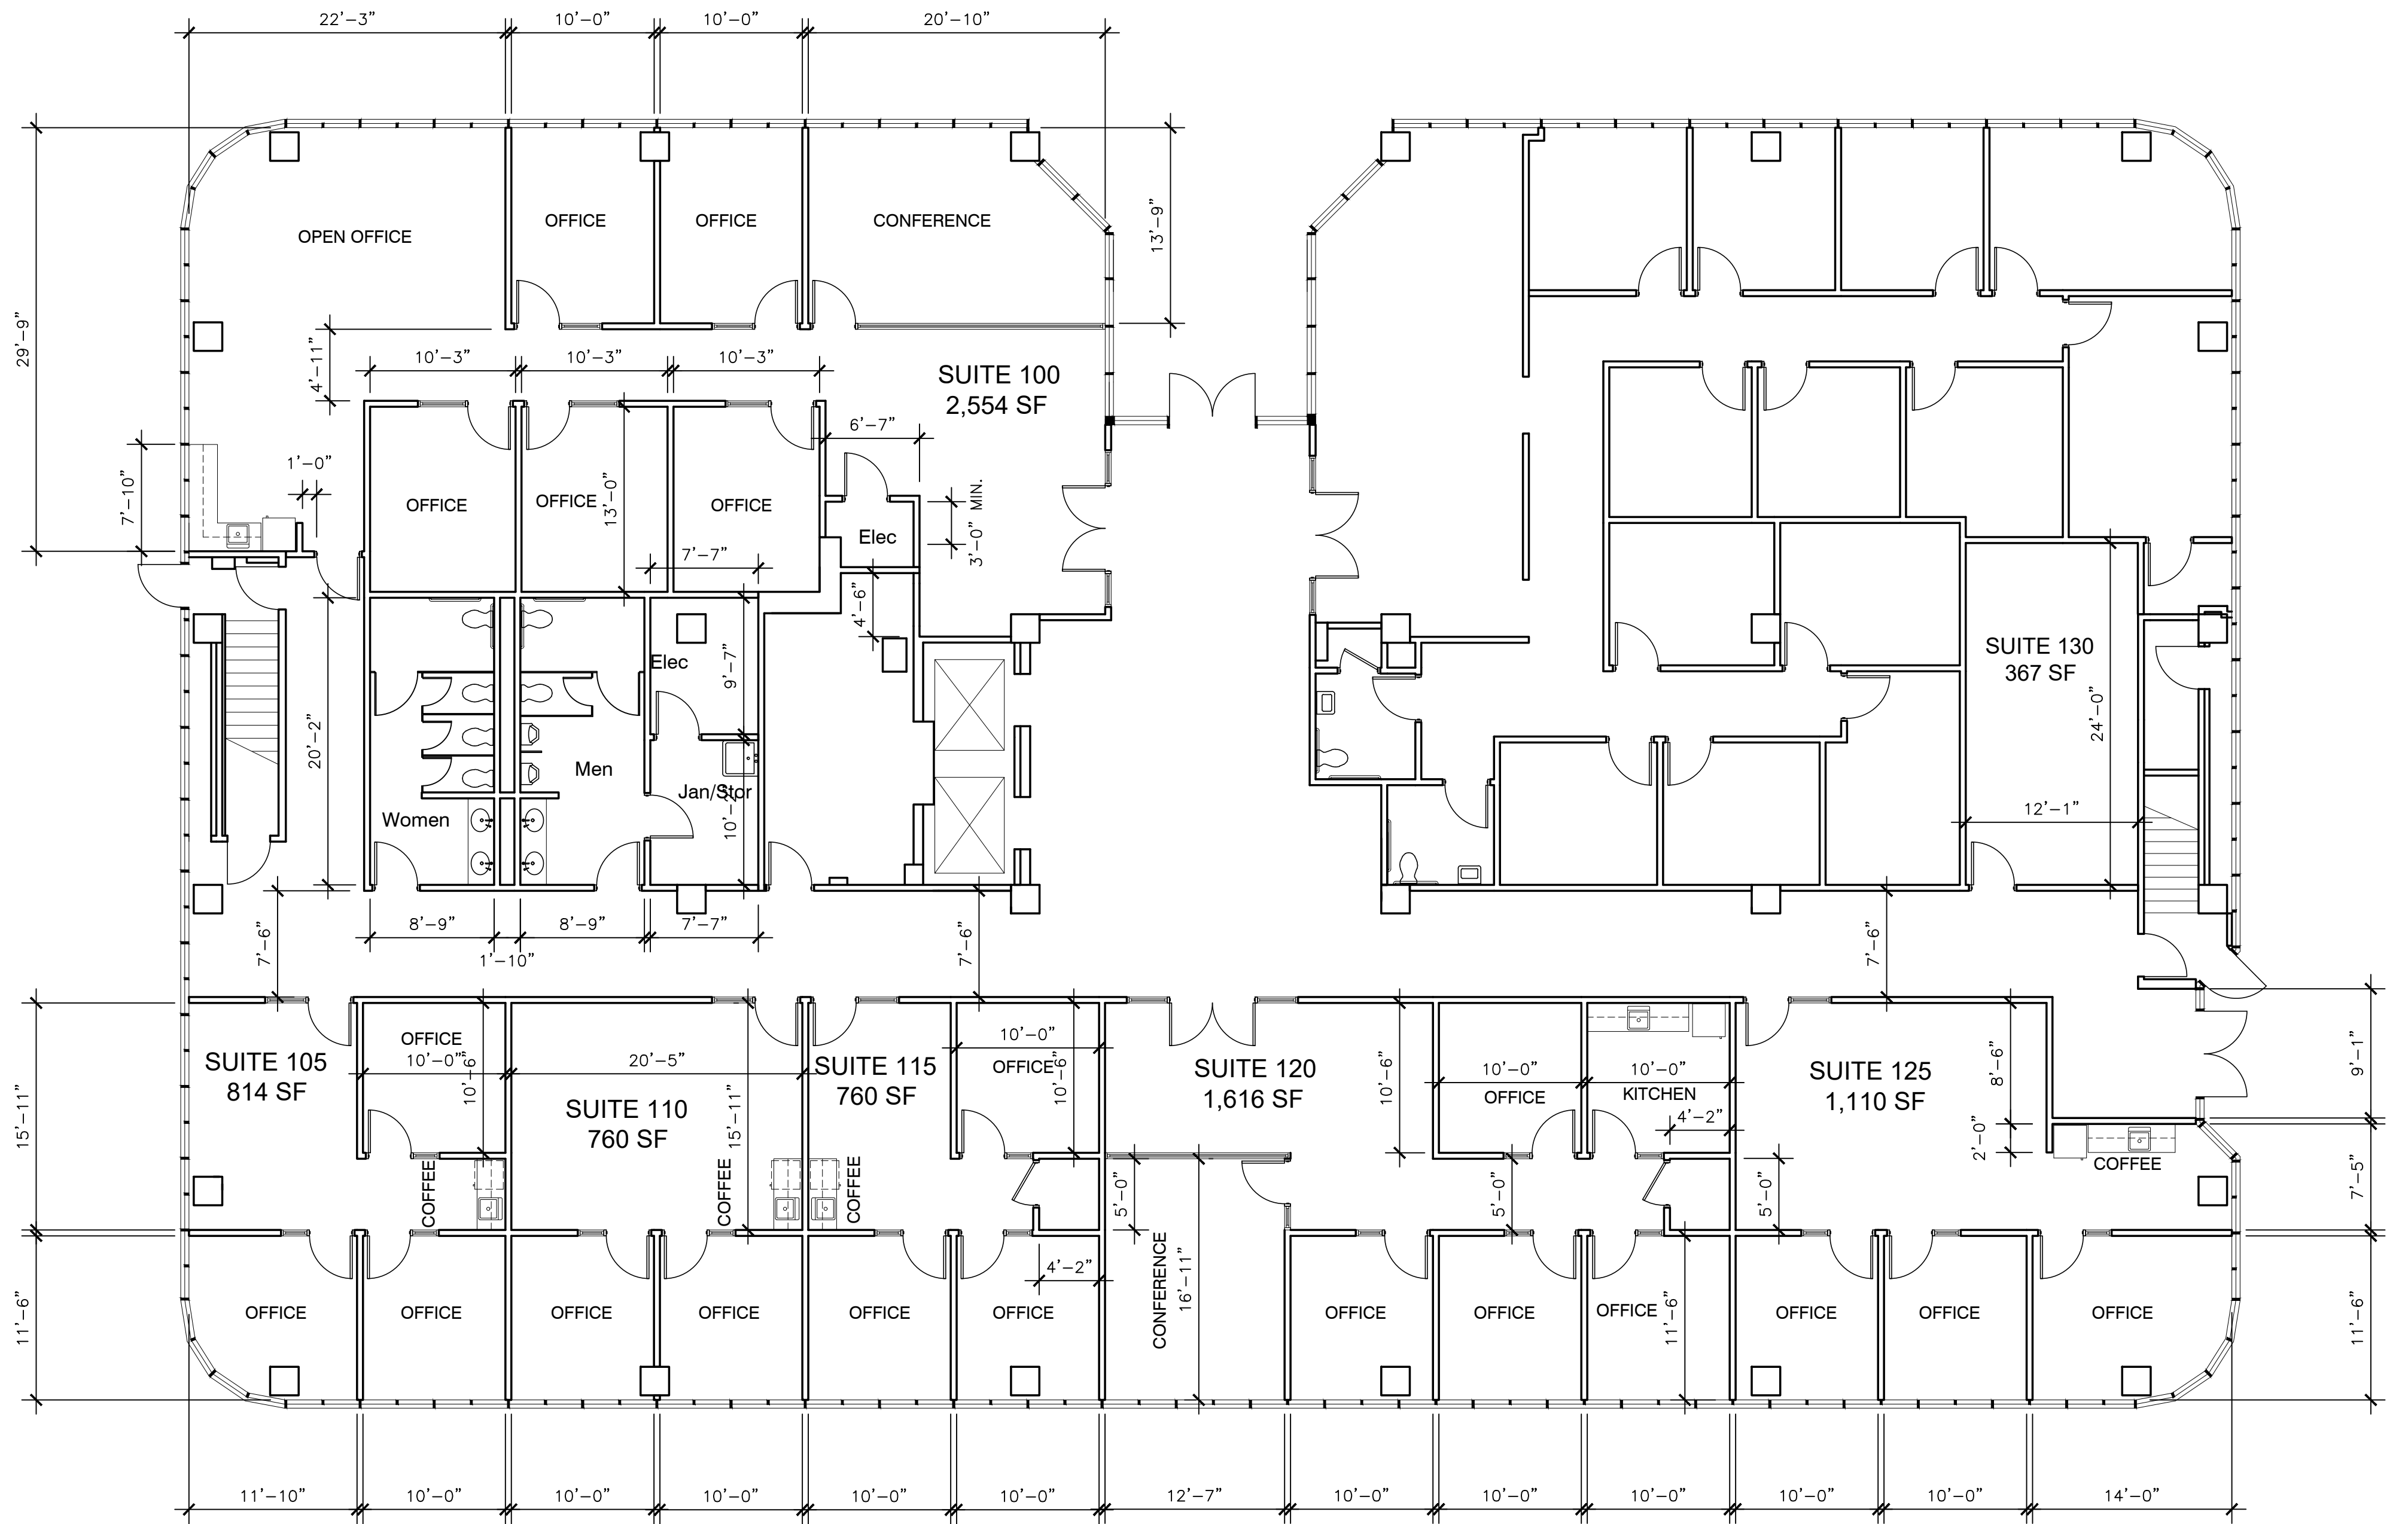 22'-3"
10'-0"
10'-0"
20'-10"
OPEN OFFICE
OFFICE
OFFICE
CONFERENCE
13'-9"
29'-9"
4'-11"
10'-3"
10'-3"
10'-3"
SUITE 100
2,554 SF
6'-7"
7'-10"
1'-0"
OFFICE
OFFICE
13'-0"
OFFICE
Elec
3'-0" MIN.
7'-7"
4'-6"
Elec
9'-7"
20'-2"
Men
Jan/Stor
10'-2"
Women
SUITE 130
367 SF
24'-0"
12'-1"
8'-9"
8'-9"
7'-7"
1'-10"
7'-6"
7'-6"
7'-6"
15'-11"
SUITE 105
814 SF
OFFICE
10'-0"
10'-6"
20'-5"
SUITE 110
760 SF
15'-11"
SUITE 115
760 SF
10'-0"
OFFICE
10'-6"
SUITE 120
1,616 SF
10'-6"
10'-0"
OFFICE
10'-0"
KITCHEN
4'-2"
SUITE 125
1,110 SF
8'-6"
2'-0"
9'-1"
COFFEE
7'-5"
COFFEE
COFFEE
COFFEE
5'-0"
5'-0"
5'-0"
11'-6"
OFFICE
OFFICE
OFFICE
OFFICE
OFFICE
OFFICE
4'-2"
CONFERENCE
16'-11"
OFFICE
OFFICE
OFFICE
11'-6"
OFFICE
OFFICE
OFFICE
11'-6"
11'-10"
10'-0"
10'-0"
10'-0"
10'-0"
10'-0"
12'-7"
10'-0"
10'-0"
10'-0"
10'-0"
10'-0"
14'-0"